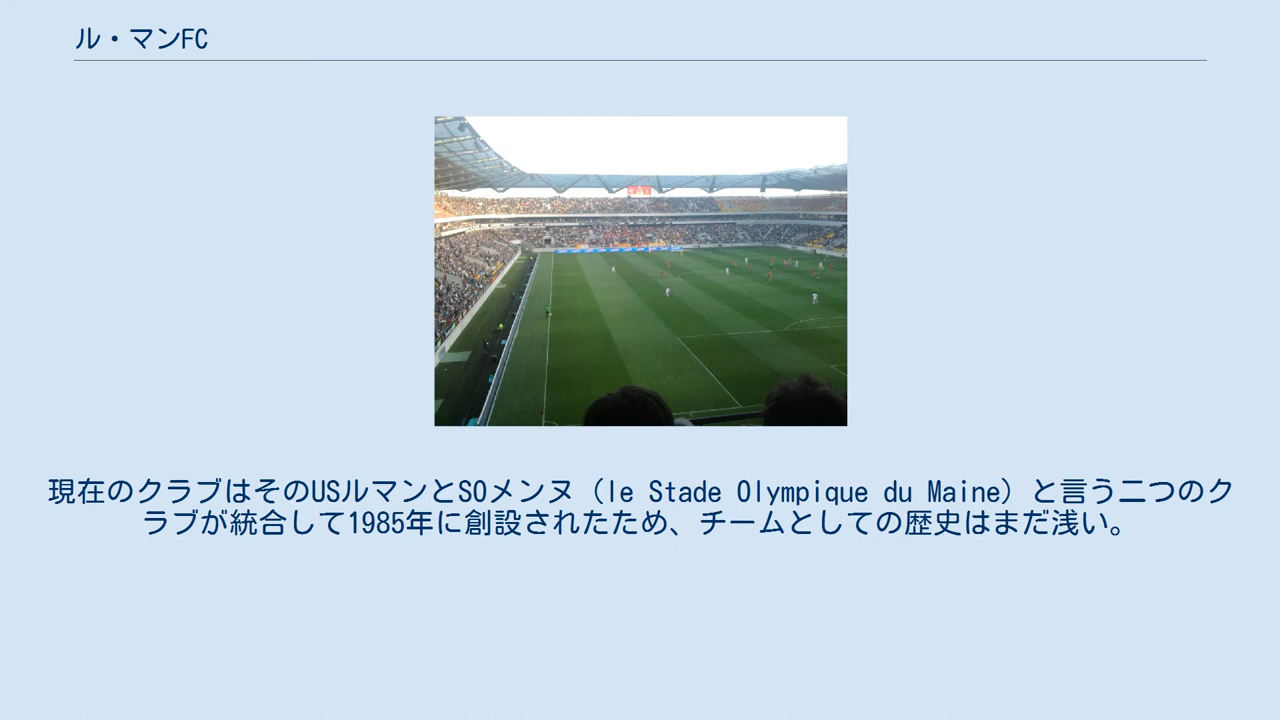 ル・マンFC
現在のクラブはそのUSルマンとSOメンヌ（le Stade Olympique du Maine）と言う二つのク
ラブが統合して1985年に創設されたため、チームとしての歴史はまだ浅い。